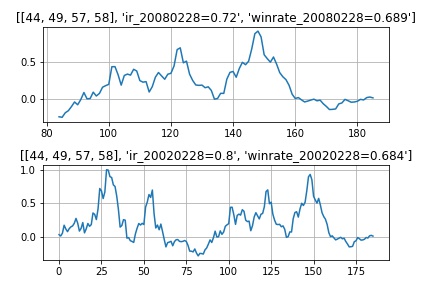 [[44, 49, 57, 58], 'ir_20080228=0.72', 'winrate_20080228=0.689']
0.5
0.0
80 100 120 140 160 180
[[44, 49, 57, 58], 'ir_20020228=0.8', 'winrate_20020228=0.684']
1.0
0.5
0.0
0 25 50 75 100 125 150 175